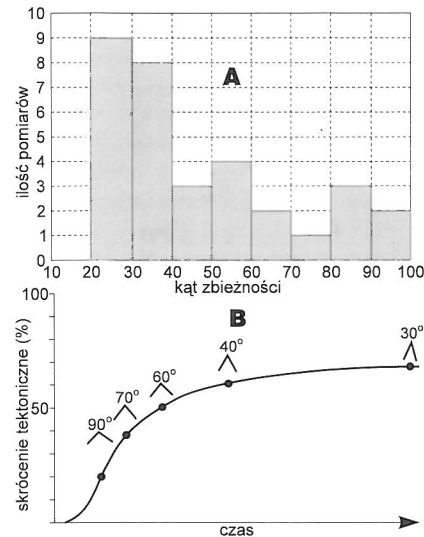 10
9
8
7
6
5
4
3
2
1
0
ilość pomiarów
A
10 20 30 40 50 60 70 80 90 100
kąt zbieżności
100
50
skrócenie tektoniczne (%)
B
90°
70°
60°
40°
30°
czas